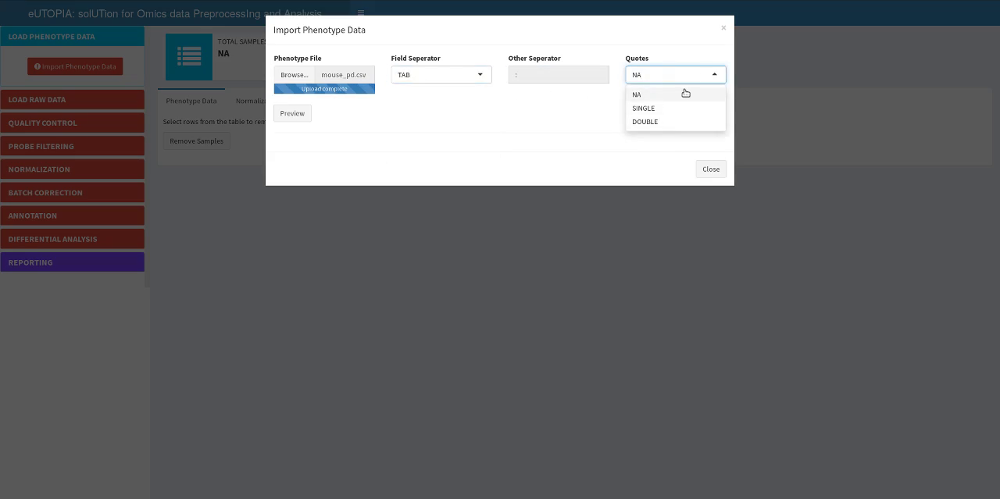 eUTOPIA: solUTion for Omics data PreprocessIng and Analysis
LOAD PHENOTYPE DATA
Import Phenotype Data
LOAD RAW DATA
QUALITY CONTROL
PROBE FILTERING
NORMALIZATION
BATCH CORRECTION
ANNOTATION
DIFFERENTIAL ANALYSIS
REPORTING
TOTAL SAMPLES
NA
Phenotype Data
Select rows from the table to
Remove Samples
Import Phenotype Data
×
Phenotype File
Browse...
mouse_pd.csv
Upload complete
Field Seperator
TAB
Other Seperator
:
Quotes
NA
NA
SINGLE
DOUBLE
Preview
Close